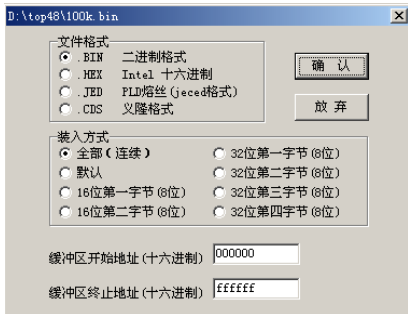 D:\top48\100k.bin
文件格式
.BIN 二进制格式
.HEX Intel 十六进制
.JED PLD熔丝(jeced格式)
.CDS 义隆格式
确 认
放 弃
装入方式
全部(连续) 32位第一字节(8位)
默认 32位第二字节(8位)
16位第一字节(8位) 32位第三字节(8位)
16位第二字节(8位) 32位第四字节(8位)
缓冲区开始地址(十六进制) 000000
缓冲区终止地址(十六进制) ffffff